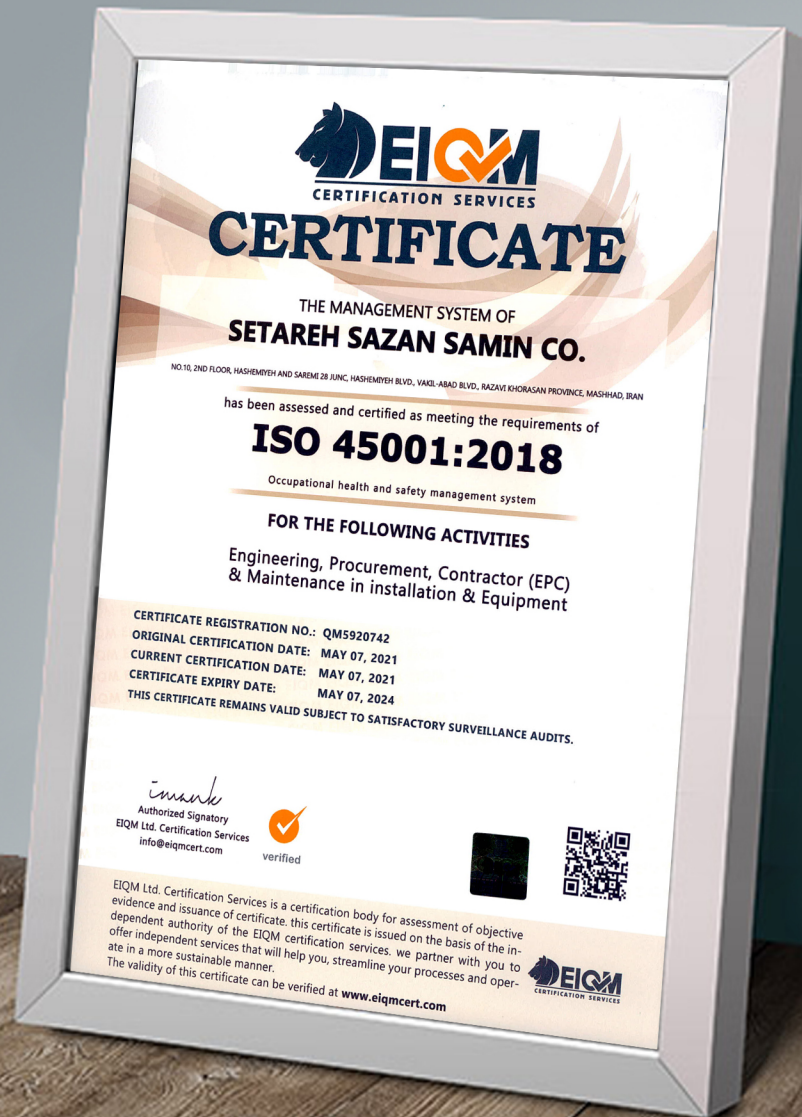 EIQM
CERTIFICATION SERVICES
CERTIFICATE
THE MANAGEMENT SYSTEM OF
SETAREH SAZAN SAMIN CO.
NO.10, 2ND FLOOR, HASHEMIYEH AND SAREMI 28 JUNC, HASHEMIYEH BLVD., VAKIL-ABAD BLVD., RAZAVI KHORASAN PROVINCE, MASHHAD, IRAN
has been assessed and certified as meeting the requirements of
ISO 45001:2018
Occupational health and safety management system
FOR THE FOLLOWING ACTIVITIES
Engineering, Procurement, Contractor (EPC)
& Maintenance in installation & Equipment
CERTIFICATE REGISTRATION NO.: QM5920742
ORIGINAL CERTIFICATION DATE: MAY 07, 2021
CURRENT CERTIFICATION DATE: MAY 07, 2021
CERTIFICATE EXPIRY DATE: MAY 07, 2024
THIS CERTIFICATE REMAINS VALID SUBJECT TO SATISFACTORY SURVEILLANCE AUDITS.
Authorized Signatory
EIQM Ltd. Certification Services
info@eiqmcert.com
verified
EIQM Ltd. Certification Services is a certification body for assessment of objective
evidence and issuance of certificate. this certificate is issued on the basis of the in-
dependent authority of the EIQM certification services. we partner with you to
offer independent services that will help you, streamline your processes and oper-
ate in a more sustainable manner.
The validity of this certificate can be verified at www.eiqmcert.com
EIQM
CERTIFICATION SERVICES